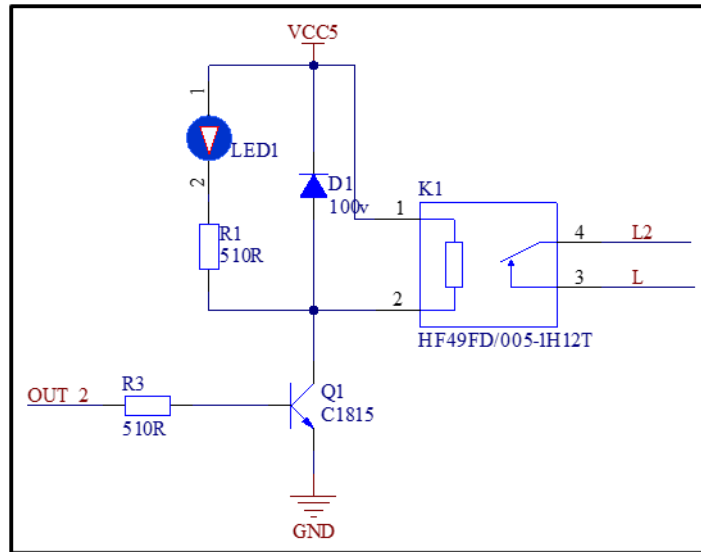 VCC5
1
LED1
2
D1
100v
K1
1
R1
510R
4
L2
3
L
2
HF49FD/005-1H12T
R3
OUT_2
510R
Q1
C1815
GND